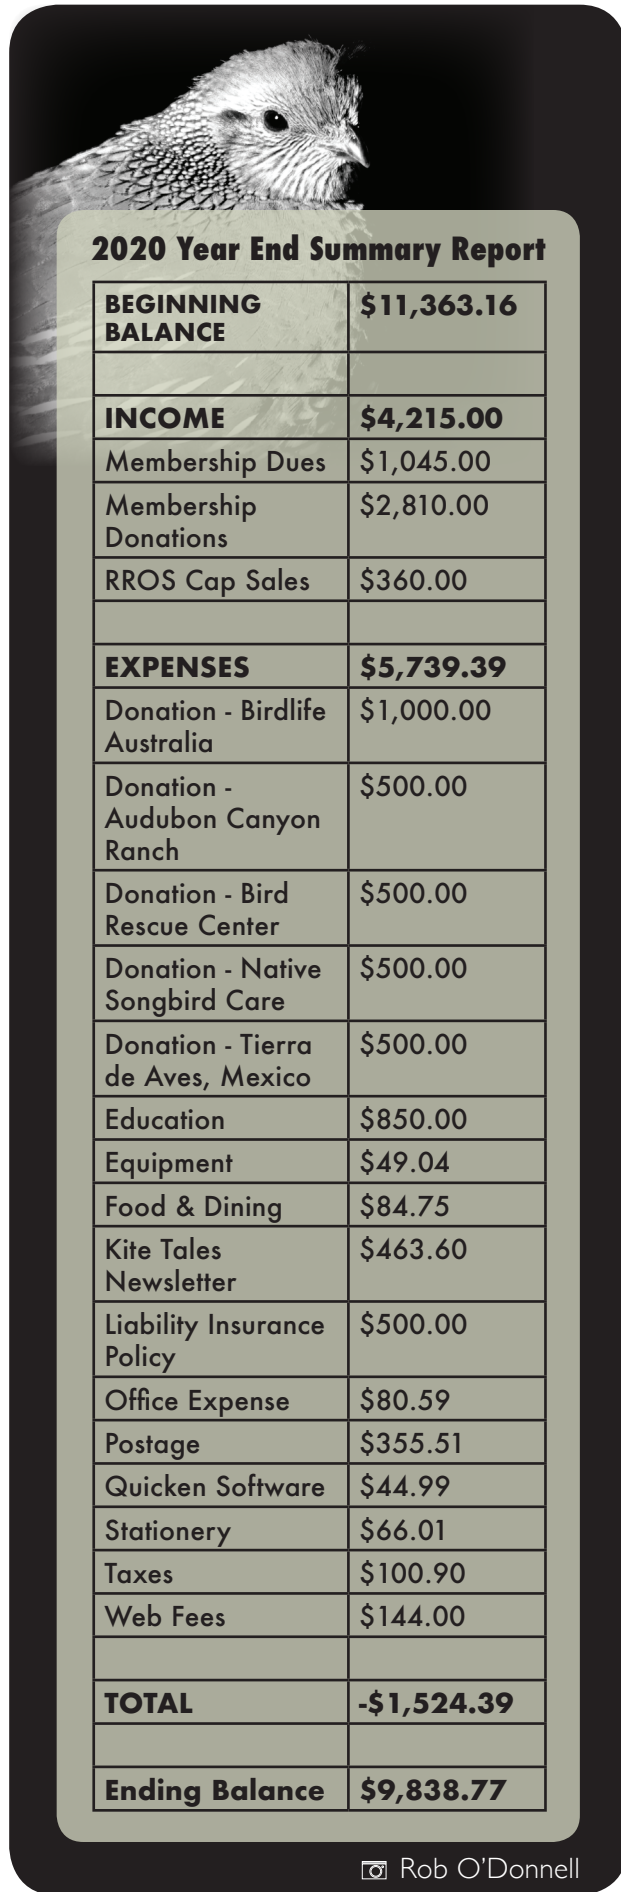 2020 Year End Summary Report
BEGINNING $11,363.16
BALANCE
INCOME $4,215.00
Membership Dues $1,045.00
Membership $2,810.00
Donations
RROS Cap Sales $360.00
EXPENSES $5,739.39
Donation - Birdlife $1,000.00
Australia
Donation - $500.00
Audubon Canyon
Ranch
Donation - Bird $500.00
Rescue Center
Donation - Native $500.00
Songbird Care
Donation - Tierra $500.00
de Aves, Mexico
Education $850.00
Equipment $49.04
Food & Dining $84.75
Kite Tales $463.60
Newsletter
Liability Insurance $500.00
Policy
Office Expense $80.59
Postage $355.51
Quicken Software $44.99
Stationery $66.01
Taxes $100.90
Web Fees $144.00
TOTAL -$1,524.39
Ending Balance $9,838.77
Rob O'Donnell